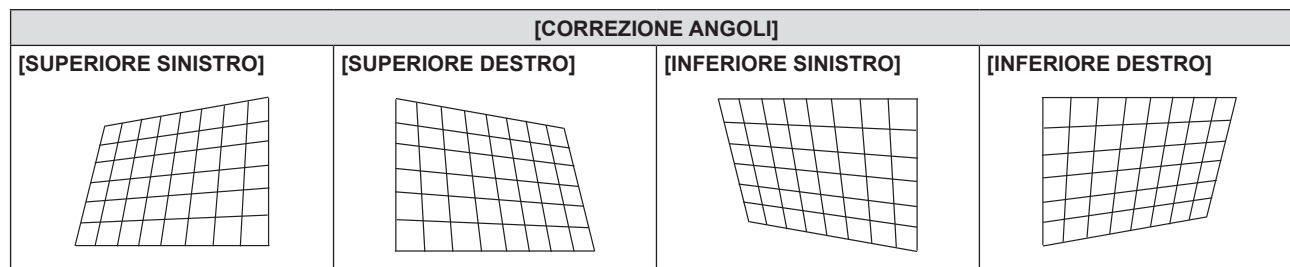 [CORREZIONE ANGOLI]
[SUPERIORE SINISTRO] [SUPERIORE DESTRO] [INFERIORE SINISTRO] [INFERIORE DESTRO]